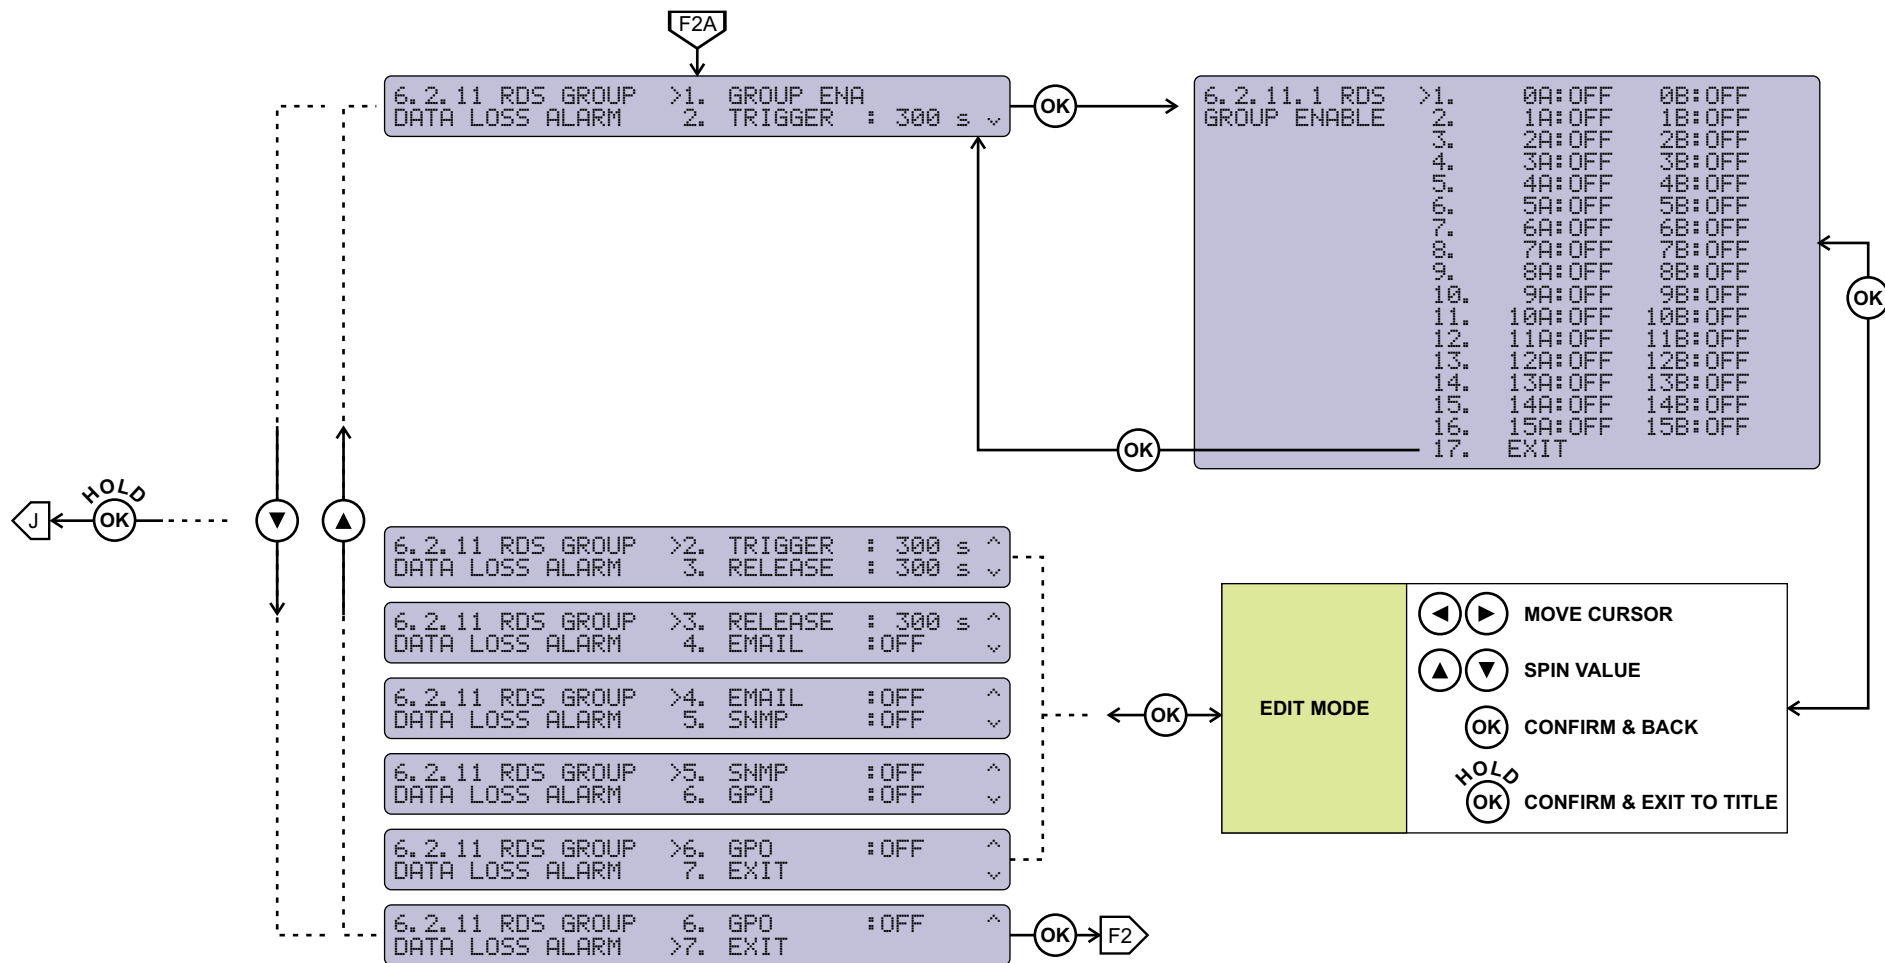 F2A
6.2.11 RDS GROUP >1. GROUP ENA
DATA LOSS ALARM 2. TRIGGER : 300 s
OK
6.2.11.1 RDS >1. 0A:OFF 0B:OFF
GROUP ENABLE 2. 1A:OFF 1B:OFF
3. 2A:OFF 2B:OFF
4. 3A:OFF 3B:OFF
5. 4A:OFF 4B:OFF
6. 5A:OFF 5B:OFF
7. 6A:OFF 6B:OFF
8. 7A:OFF 7B:OFF
9. 8A:OFF 8B:OFF
10. 9A:OFF 9B:OFF
11. 10A:OFF 10B:OFF
12. 11A:OFF 11B:OFF
13. 12A:OFF 12B:OFF
14. 13A:OFF 13B:OFF
15. 14A:OFF 14B:OFF
16. 15A:OFF 15B:OFF
17. EXIT
OK
OK
J
HOLD
OK
6.2.11 RDS GROUP >2. TRIGGER : 300 s ^
DATA LOSS ALARM 3. RELEASE : 300 s
6.2.11 RDS GROUP >3. RELEASE : 300 s ^
DATA LOSS ALARM 4. EMAIL :OFF
6.2.11 RDS GROUP >4. EMAIL :OFF ^
DATA LOSS ALARM 5. SNMP :OFF
6.2.11 RDS GROUP >5. SNMP :OFF ^
DATA LOSS ALARM 6. GPO :OFF
6.2.11 RDS GROUP >6. GPO :OFF ^
DATA LOSS ALARM 7. EXIT
6.2.11 RDS GROUP 6. GPO :OFF ^
DATA LOSS ALARM >7. EXIT
OK
F2
OK
EDIT MODE
MOVE CURSOR
SPIN VALUE
OK CONFIRM & BACK
HOLD
OK CONFIRM & EXIT TO TITLE